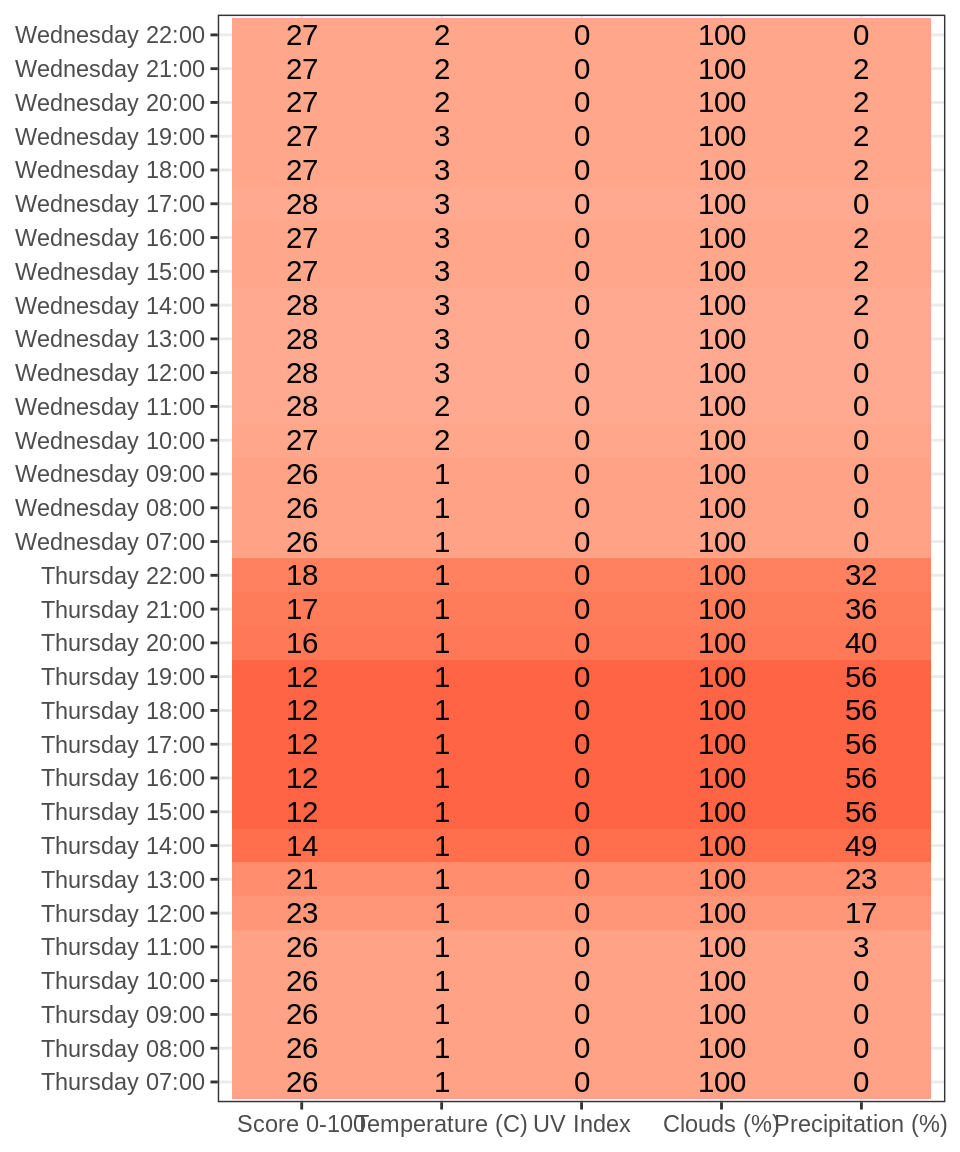 Wednesday 22:00 27 2 0 100 0
Wednesday 21:00 27 2 0 100 2
Wednesday 20:00 27 2 0 100 2
Wednesday 19:00 27 3 0 100 2
Wednesday 18:00 27 3 0 100 2
Wednesday 17:00 28 3 0 100 0
Wednesday 16:00 27 3 0 100 2
Wednesday 15:00 27 3 0 100 2
Wednesday 14:00 28 3 0 100 2
Wednesday 13:00 28 3 0 100 0
Wednesday 12:00 28 3 0 100 0
Wednesday 11:00 28 2 0 100 0
Wednesday 10:00 27 2 0 100 0
Wednesday 09:00 26 1 0 100 0
Wednesday 08:00 26 1 0 100 0
Wednesday 07:00 26 1 0 100 0
Thursday 22:00 18 1 0 100 32
Thursday 21:00 17 1 0 100 36
Thursday 20:00 16 1 0 100 40
Thursday 19:00 12 1 0 100 56
Thursday 18:00 12 1 0 100 56
Thursday 17:00 12 1 0 100 56
Thursday 16:00 12 1 0 100 56
Thursday 15:00 12 1 0 100 56
Thursday 14:00 14 1 0 100 49
Thursday 13:00 21 1 0 100 23
Thursday 12:00 23 1 0 100 17
Thursday 11:00 26 1 0 100 3
Thursday 10:00 26 1 0 100 0
Thursday 09:00 26 1 0 100 0
Thursday 08:00 26 1 0 100 0
Thursday 07:00 26 1 0 100 0
Score 0-100 Temperature (C) UV Index Clouds (%) Precipitation (%)